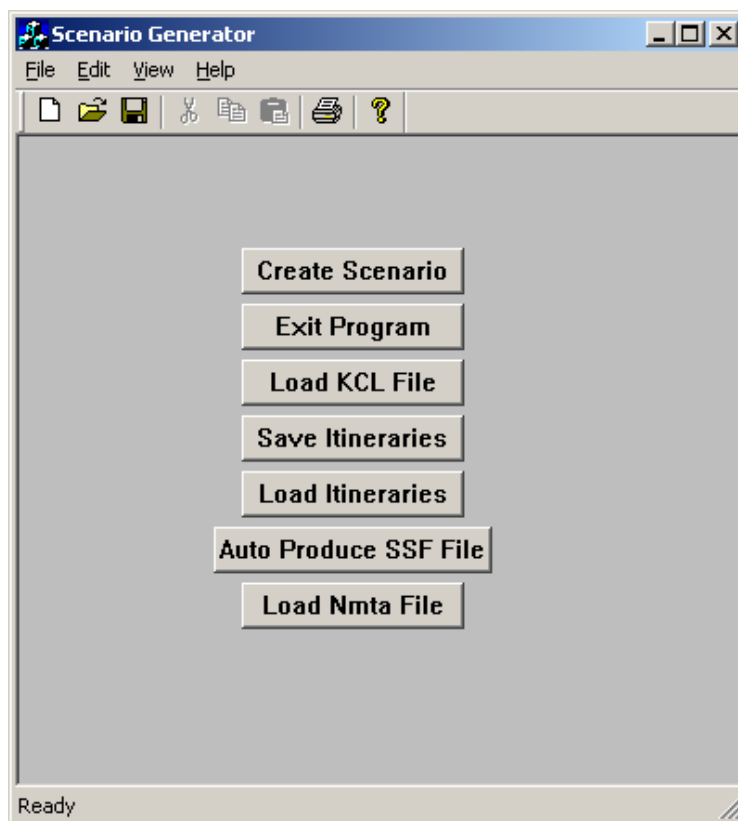 Scenario Generator
File Edit View Help
Create Scenario
Exit Program
Load KCL File
Save Itineraries
Load Itineraries
Auto Produce SSF File
Load Nmta File
Ready